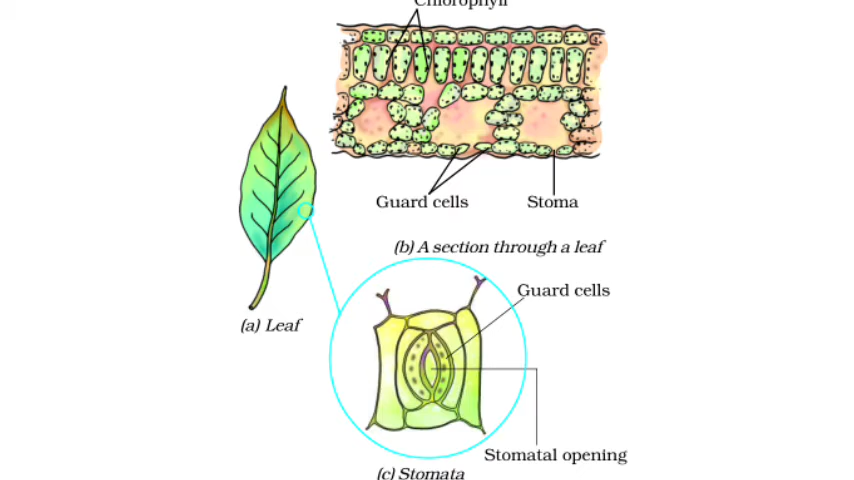 Chlorophyll
Guard cells
Stoma
(b) A section through a leaf
Guard cells
(a) Leaf
Stomatal opening
(c) Stomata